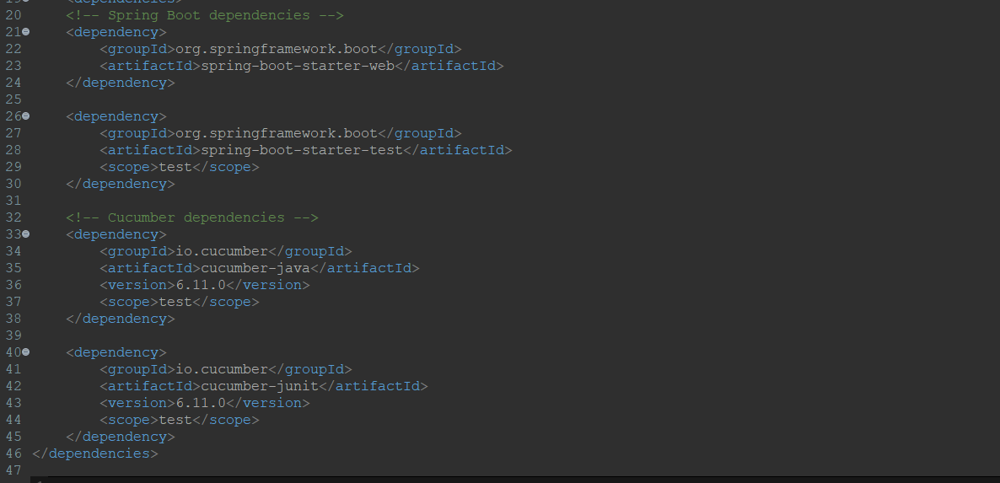 19 <dependencies>
20 <!-- Spring Boot dependencies -->
21 <dependency>
22 <groupId>org.springframework.boot</groupId>
23 <artifactId>spring-boot-starter-web</artifactId>
24 </dependency>
25
26 <dependency>
27 <groupId>org.springframework.boot</groupId>
28 <artifactId>spring-boot-starter-test</artifactId>
29 <scope>test</scope>
30 </dependency>
31
32 <!-- Cucumber dependencies -->
33 <dependency>
34 <groupId>io.cucumber</groupId>
35 <artifactId>cucumber-java</artifactId>
36 <version>6.11.0</version>
37 <scope>test</scope>
38 </dependency>
39
40 <dependency>
41 <groupId>io.cucumber</groupId>
42 <artifactId>cucumber-junit</artifactId>
43 <version>6.11.0</version>
44 <scope>test</scope>
45 </dependency>
46 </dependencies>
47